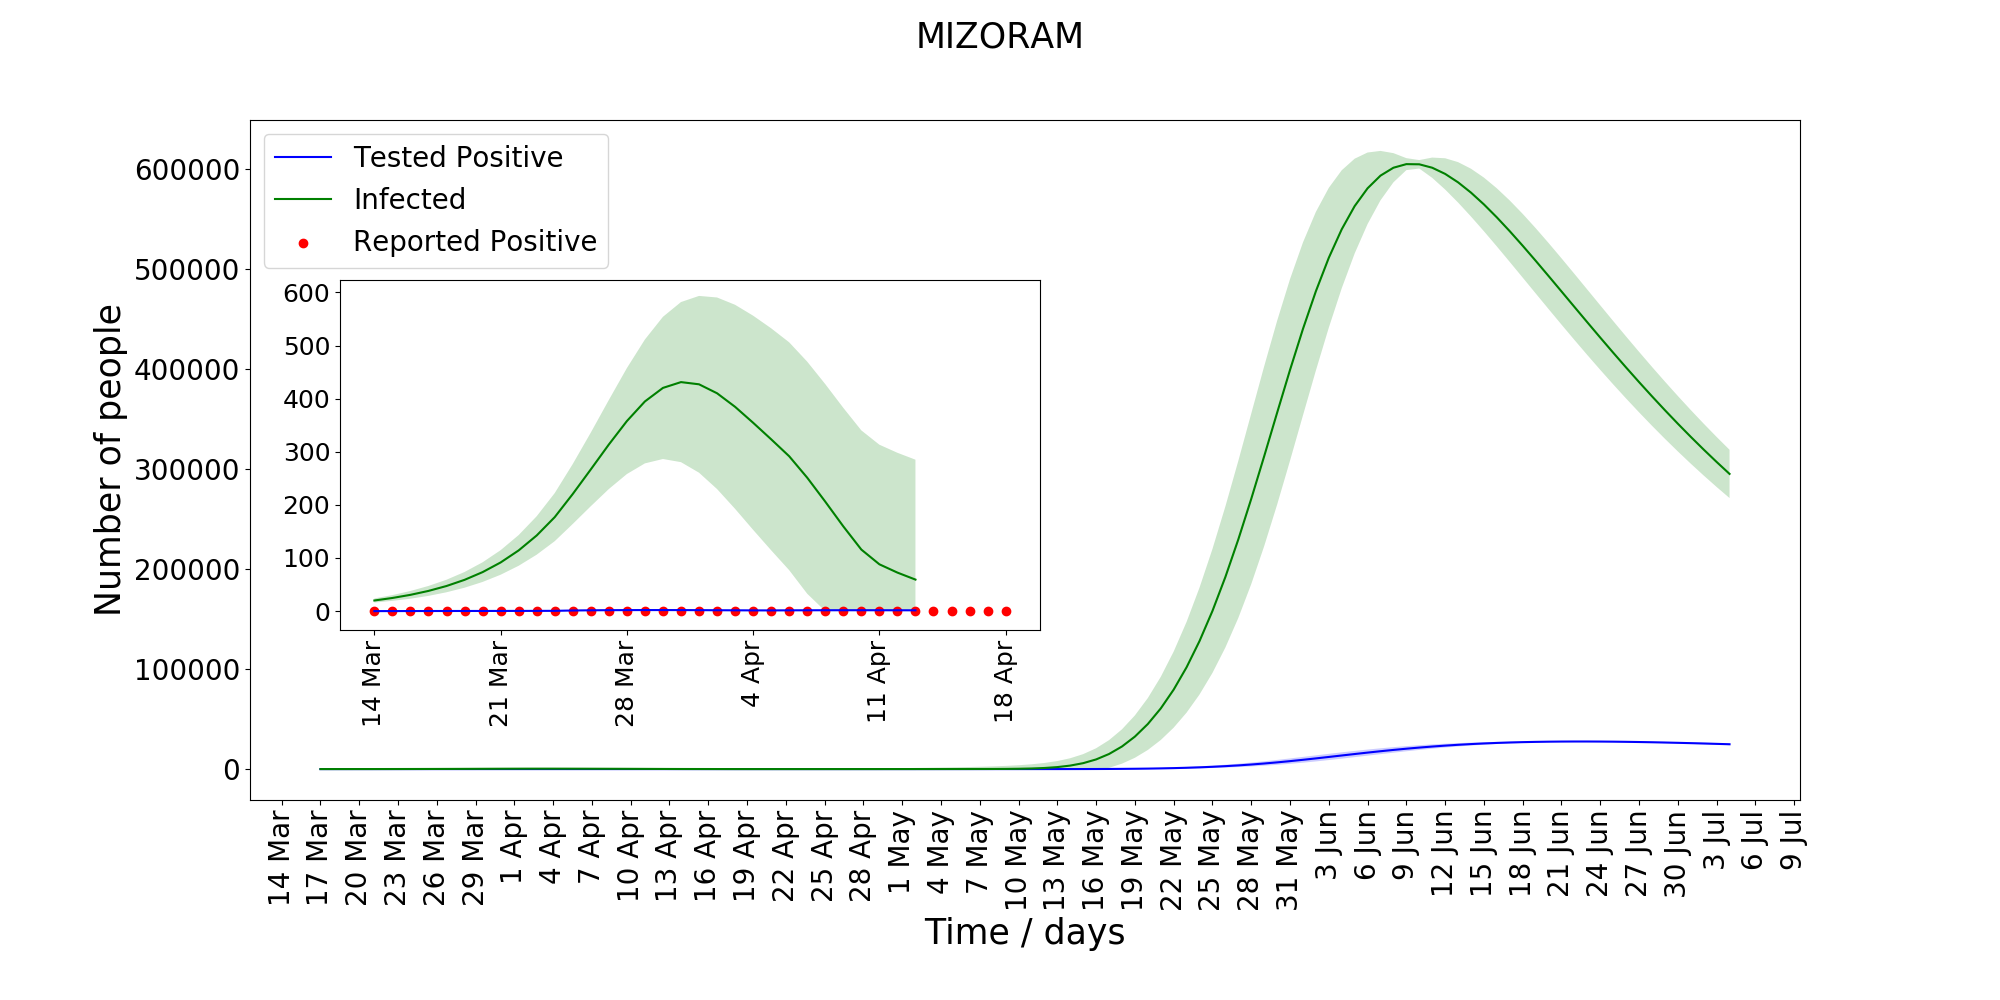 MIZORAM
Tested Positive
Infected
Reported Positive
Number of people
600000
500000
400000
300000
200000
100000
0
600
500
400
300
200
100
0
14 Mar
21 Mar
28 Mar
4 Apr
11 Apr
18 Apr
14 Mar
17 Mar
20 Mar
23 Mar
26 Mar
29 Mar
1 Apr
4 Apr
7 Apr
10 Apr
13 Apr
16 Apr
19 Apr
22 Apr
25 Apr
28 Apr
1 May
4 May
7 May
10 May
13 May
16 May
19 May
22 May
25 May
28 May
31 May
3 Jun
6 Jun
9 Jun
12 Jun
15 Jun
18 Jun
21 Jun
24 Jun
27 Jun
30 Jun
3 Jul
6 Jul
9 Jul
Time / days